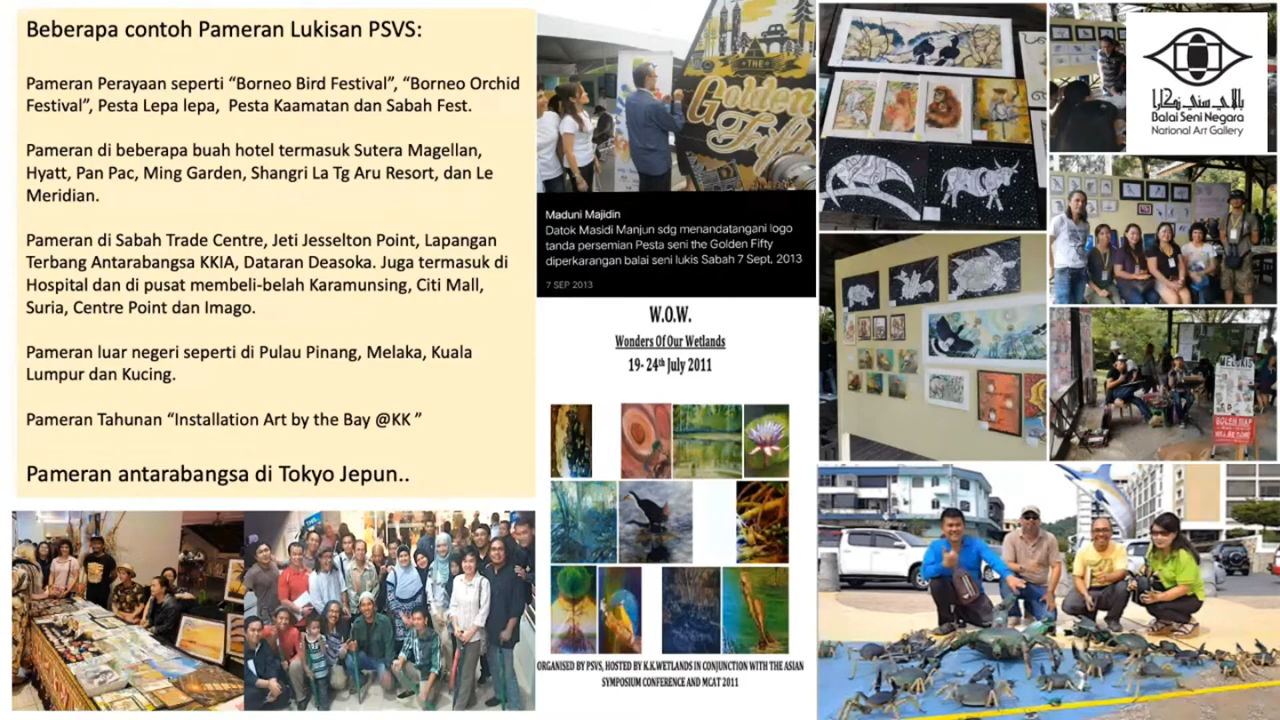 Beberapa contoh Pameran Lukisan PSVS:
Pameran Perayaan seperti “Borneo Bird Festival”, “Borneo Orchid
Festival”, Pesta Lepa lepa,  Pesta Kaamatan dan Sabah Fest.
Pameran di beberapa buah hotel termasuk Sutera Magellan,
Hyatt, Pan Pac, Ming Garden, Shangri La Tg Aru Resort, dan Le
Meridian.
Pameran di Sabah Trade Centre, Jeti Jesselton Point, Lapangan
Terbang Antarabangsa KKIA, Dataran Deasoka. Juga termasuk di
Hospital dan di pusat membeli-belah Karamunsing, Citi Mall,
Suria, Centre Point dan Imago.
Pameran luar negeri seperti di Pulau Pinang, Melaka, Kuala
Lumpur dan Kucing.
Pameran Tahunan “Installation Art by the Bay @KK ”
Pameran antarabangsa di Tokyo Jepun..
THE
Golden
Maduni Majidin
Datok Masidi Manjun sdg menandatangani logo
tanda persemian Pesta seni the Golden Fifty
diperkarangan balai seni lukis Sabah 7 Sept, 2013
7 SEP 2013
W.O.W.
Wonders Of Our Wetlands
19- 24th July 2011
ORGANISED BY PSVS, HOSTED BY K.K.WETLANDS IN CONJUNCTION WITH THE ASIAN
SYMPOSIUM CONFERENCE AND MCAT 2011
بالاي سني نݢارا
Balai Seni Negara
National Art Gallery
MELUKIS
BOLEH SIAP